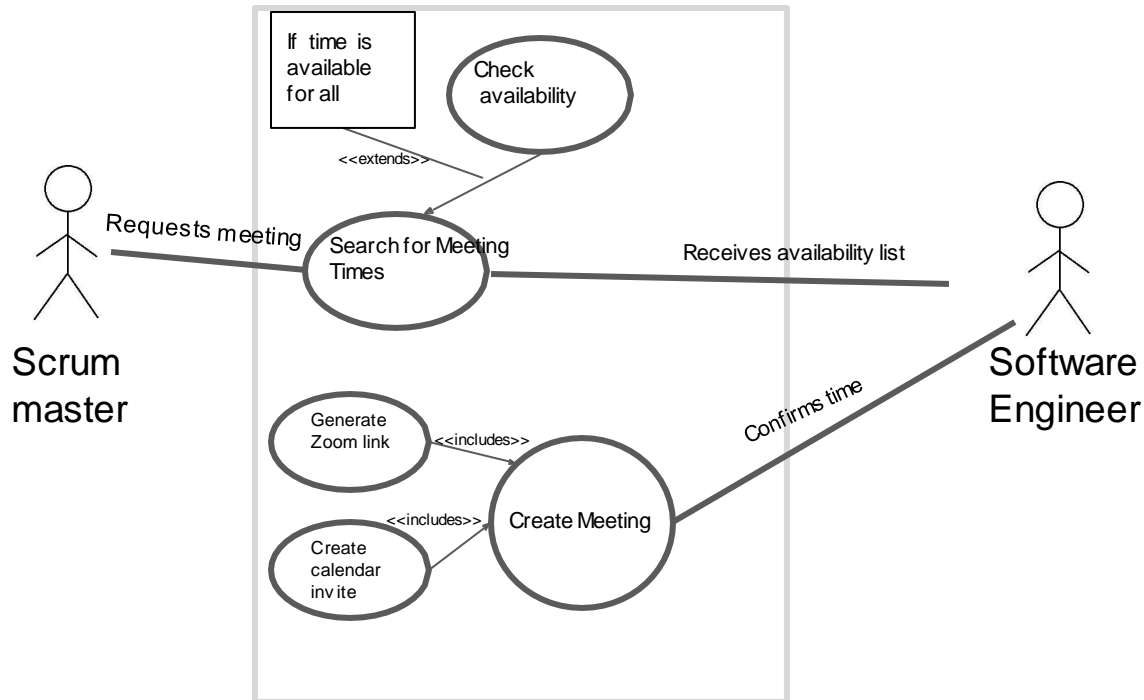 If time is
available
for all
Check
availability
<<extends>>
Requests meeting
Search for Meeting
Times
Receives availability list
Scrum
master
Software
Engineer
Generate
Zoom link
<<includes>>
Confirms time
<<includes>>
Create Meeting
Create
calendar
invite